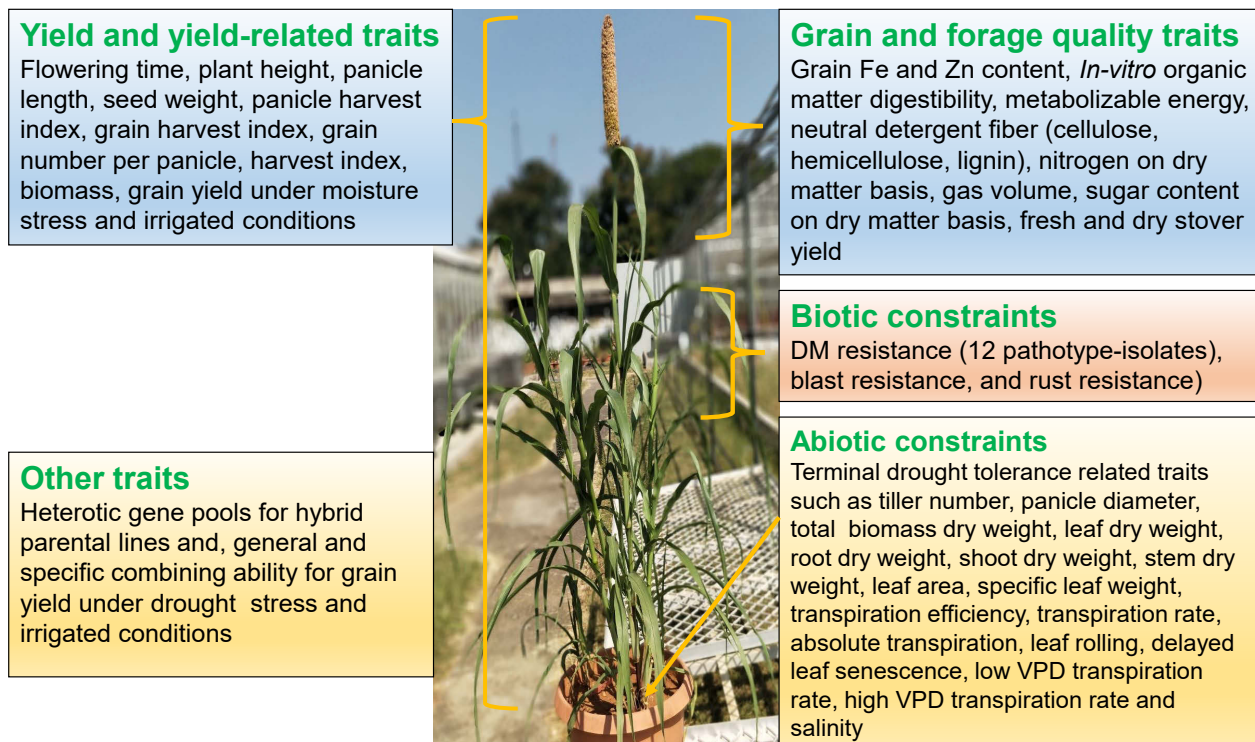 Yield and yield-related traits
Flowering time, plant height, panicle
length, seed weight, panicle harvest
index, grain harvest index, grain
number per panicle, harvest index,
biomass, grain yield under moisture
stress and irrigated conditions
Other traits
Heterotic gene pools for hybrid
parental lines and, general and
specific combining ability for grain
yield under drought  stress and
irrigated conditions
Grain and forage quality traits
Grain Fe and Zn content, In-vitro organic
matter digestibility, metabolizable energy,
neutral detergent fiber (cellulose,
hemicellulose, lignin), nitrogen on dry
matter basis, gas volume, sugar content
on dry matter basis, fresh and dry stover
yield
Biotic constraints
DM resistance (12 pathotype-isolates),
blast resistance, and rust resistance)
Abiotic constraints
Terminal drought tolerance related traits
such as tiller number, panicle diameter,
total  biomass dry weight, leaf dry weight,
root dry weight, shoot dry weight, stem dry
weight, leaf area, specific leaf weight,
transpiration efficiency, transpiration rate,
absolute transpiration, leaf rolling, delayed
leaf senescence, low VPD transpiration
rate, high VPD transpiration rate and
salinity